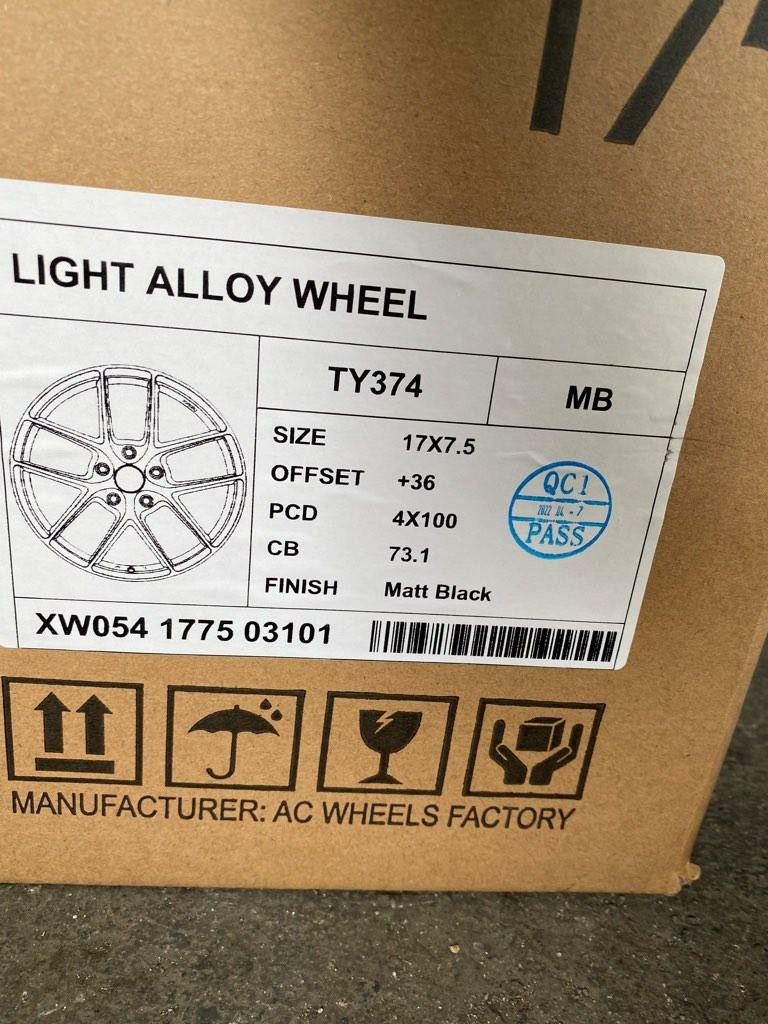 17
LIGHT ALLOY WHEEL
TY374 MB
SIZE 17X7.5
OFFSET +36
PCD 4X100
CB 73.1
FINISH Matt Black
QC1
PASS
XW054 1775 03101
MANUFACTURER: AC WHEELS FACTORY